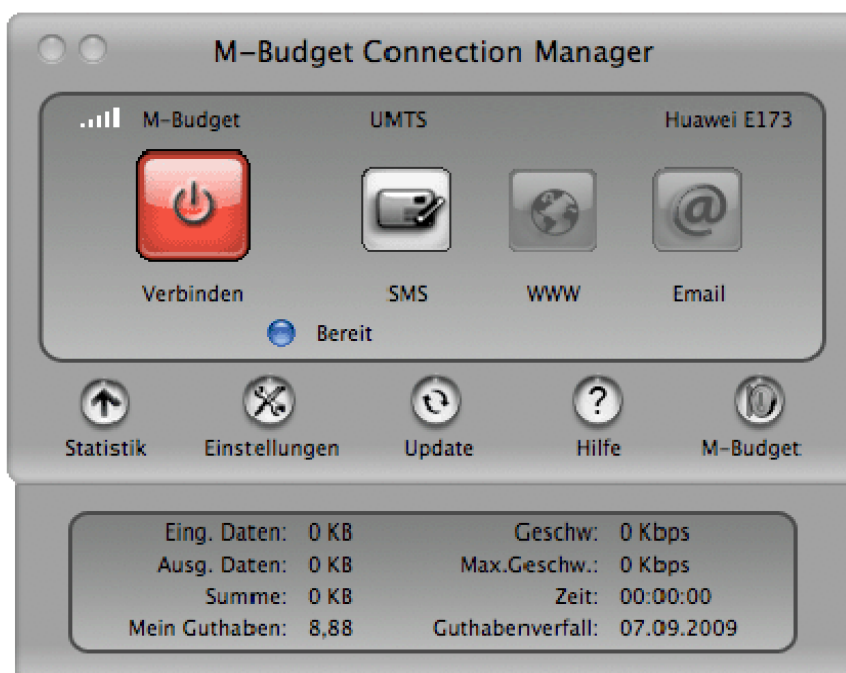 M-Budget Connection Manager
M-Budget UMTS Huawei E173
Verbinden SMS WWW Email
Bereit
Statistik Einstellungen Update Hilfe M-Budget
Eing. Daten: 0 KB Geschw: 0 Kbps
Ausg. Daten: 0 KB Max.Geschw.: 0 Kbps
Summe: 0 KB Zeit: 00:00:00
Mein Guthaben: 8,88 Guthabenverfall: 07.09.2009